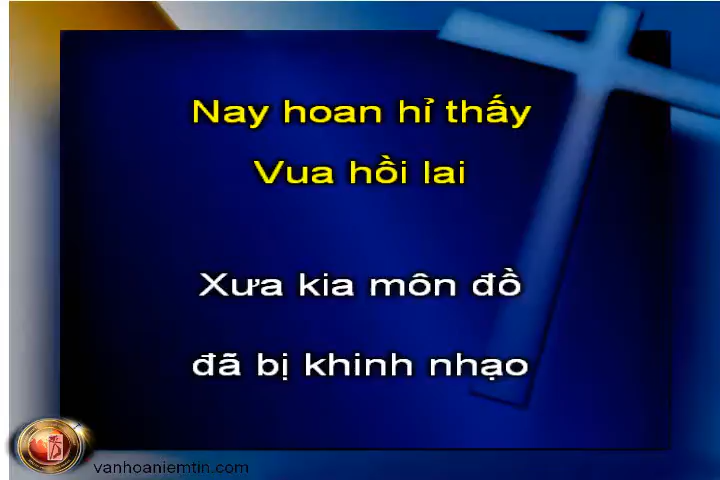 Nay hoan hỉ thấy
Vua hồi lai
Xưa kia môn đồ
đã bị khinh nhạo
vanhoaniemtin.com